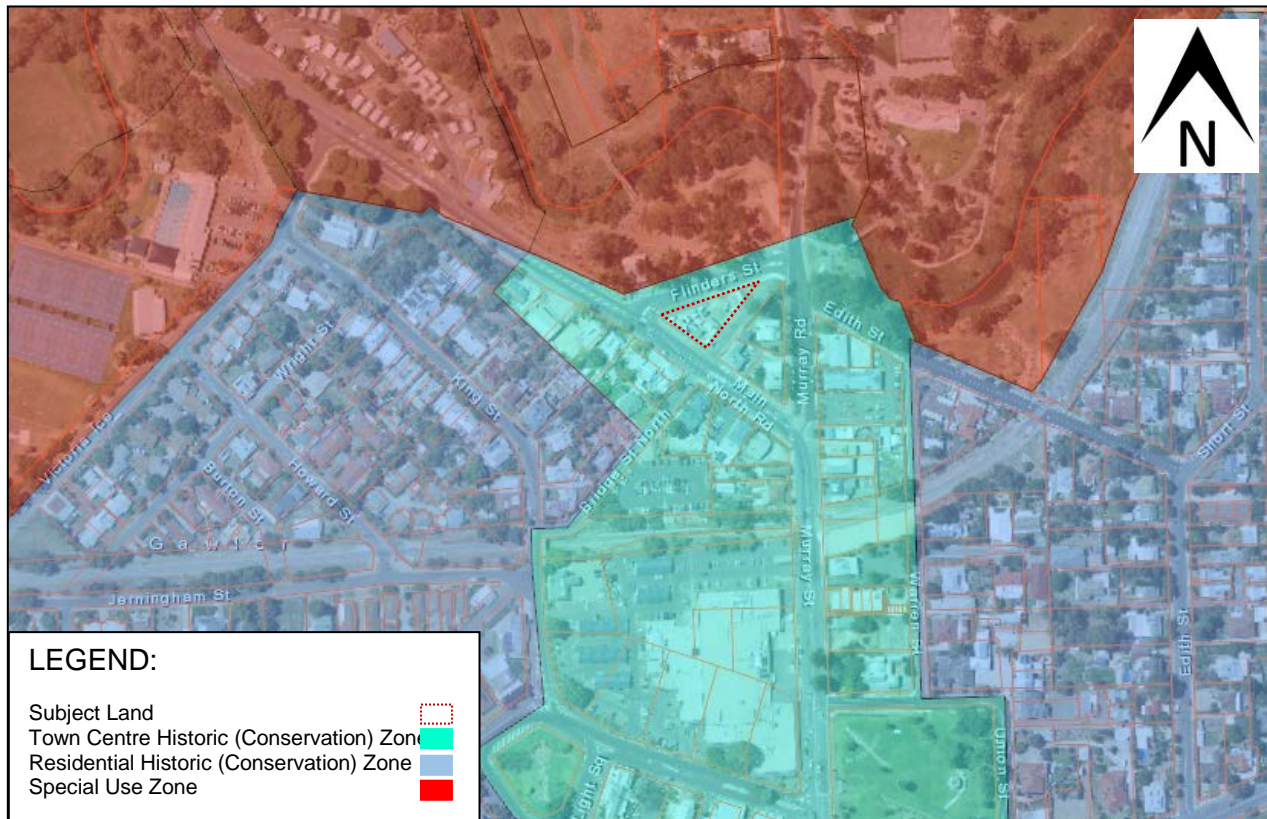 N
Flinders St
Edith St
Murray Rd
Main
North Rd
Wright St
King St
Victoria Tce
Bridge St North
Howard St
Burton St
Gawler
Short St
Jerningham St
Murray St
Warren St
Edith St
Union St
Light Sq
LEGEND:
Subject Land
Town Centre Historic (Conservation) Zone
Residential Historic (Conservation) Zone
Special Use Zone